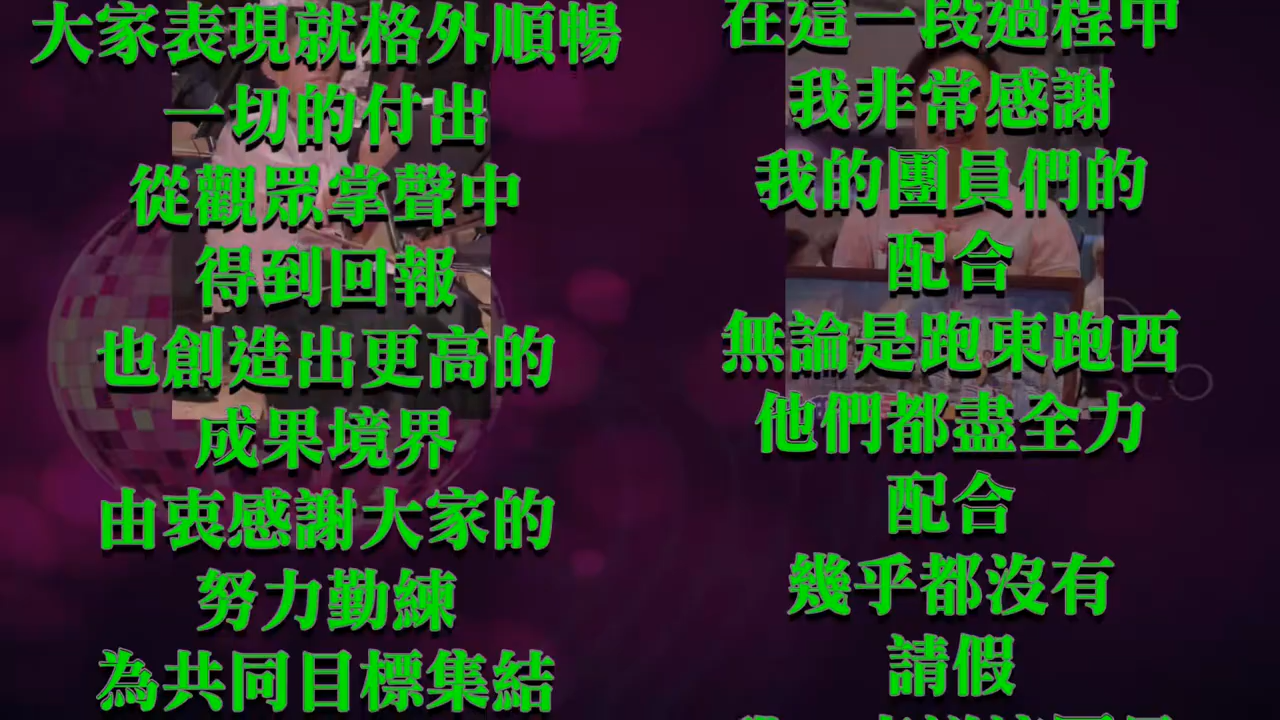 大家表現就格外順暢
一切的付出
從觀眾掌聲中
得到回報
也創造出更高的
成果境界
由衷感謝大家的
努力勤練
為共同目標集結
在這一段過程中
我非常感謝
我的團員們的
配合
無論是跑東跑西
他們都盡全力
配合
幾乎都沒有
請假